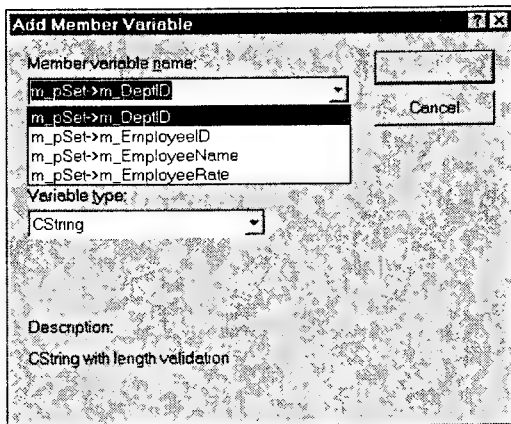 Add Member Variable
Member variable name:
m_pSet->m_DeptID
m_pSet->m_DeptID
m_pSet->m_EmployeeID
m_pSet->m_EmployeeName
m_pSet->m_EmployeeRate
Cancel
Variable type:
CString
Description:
CString with length validation